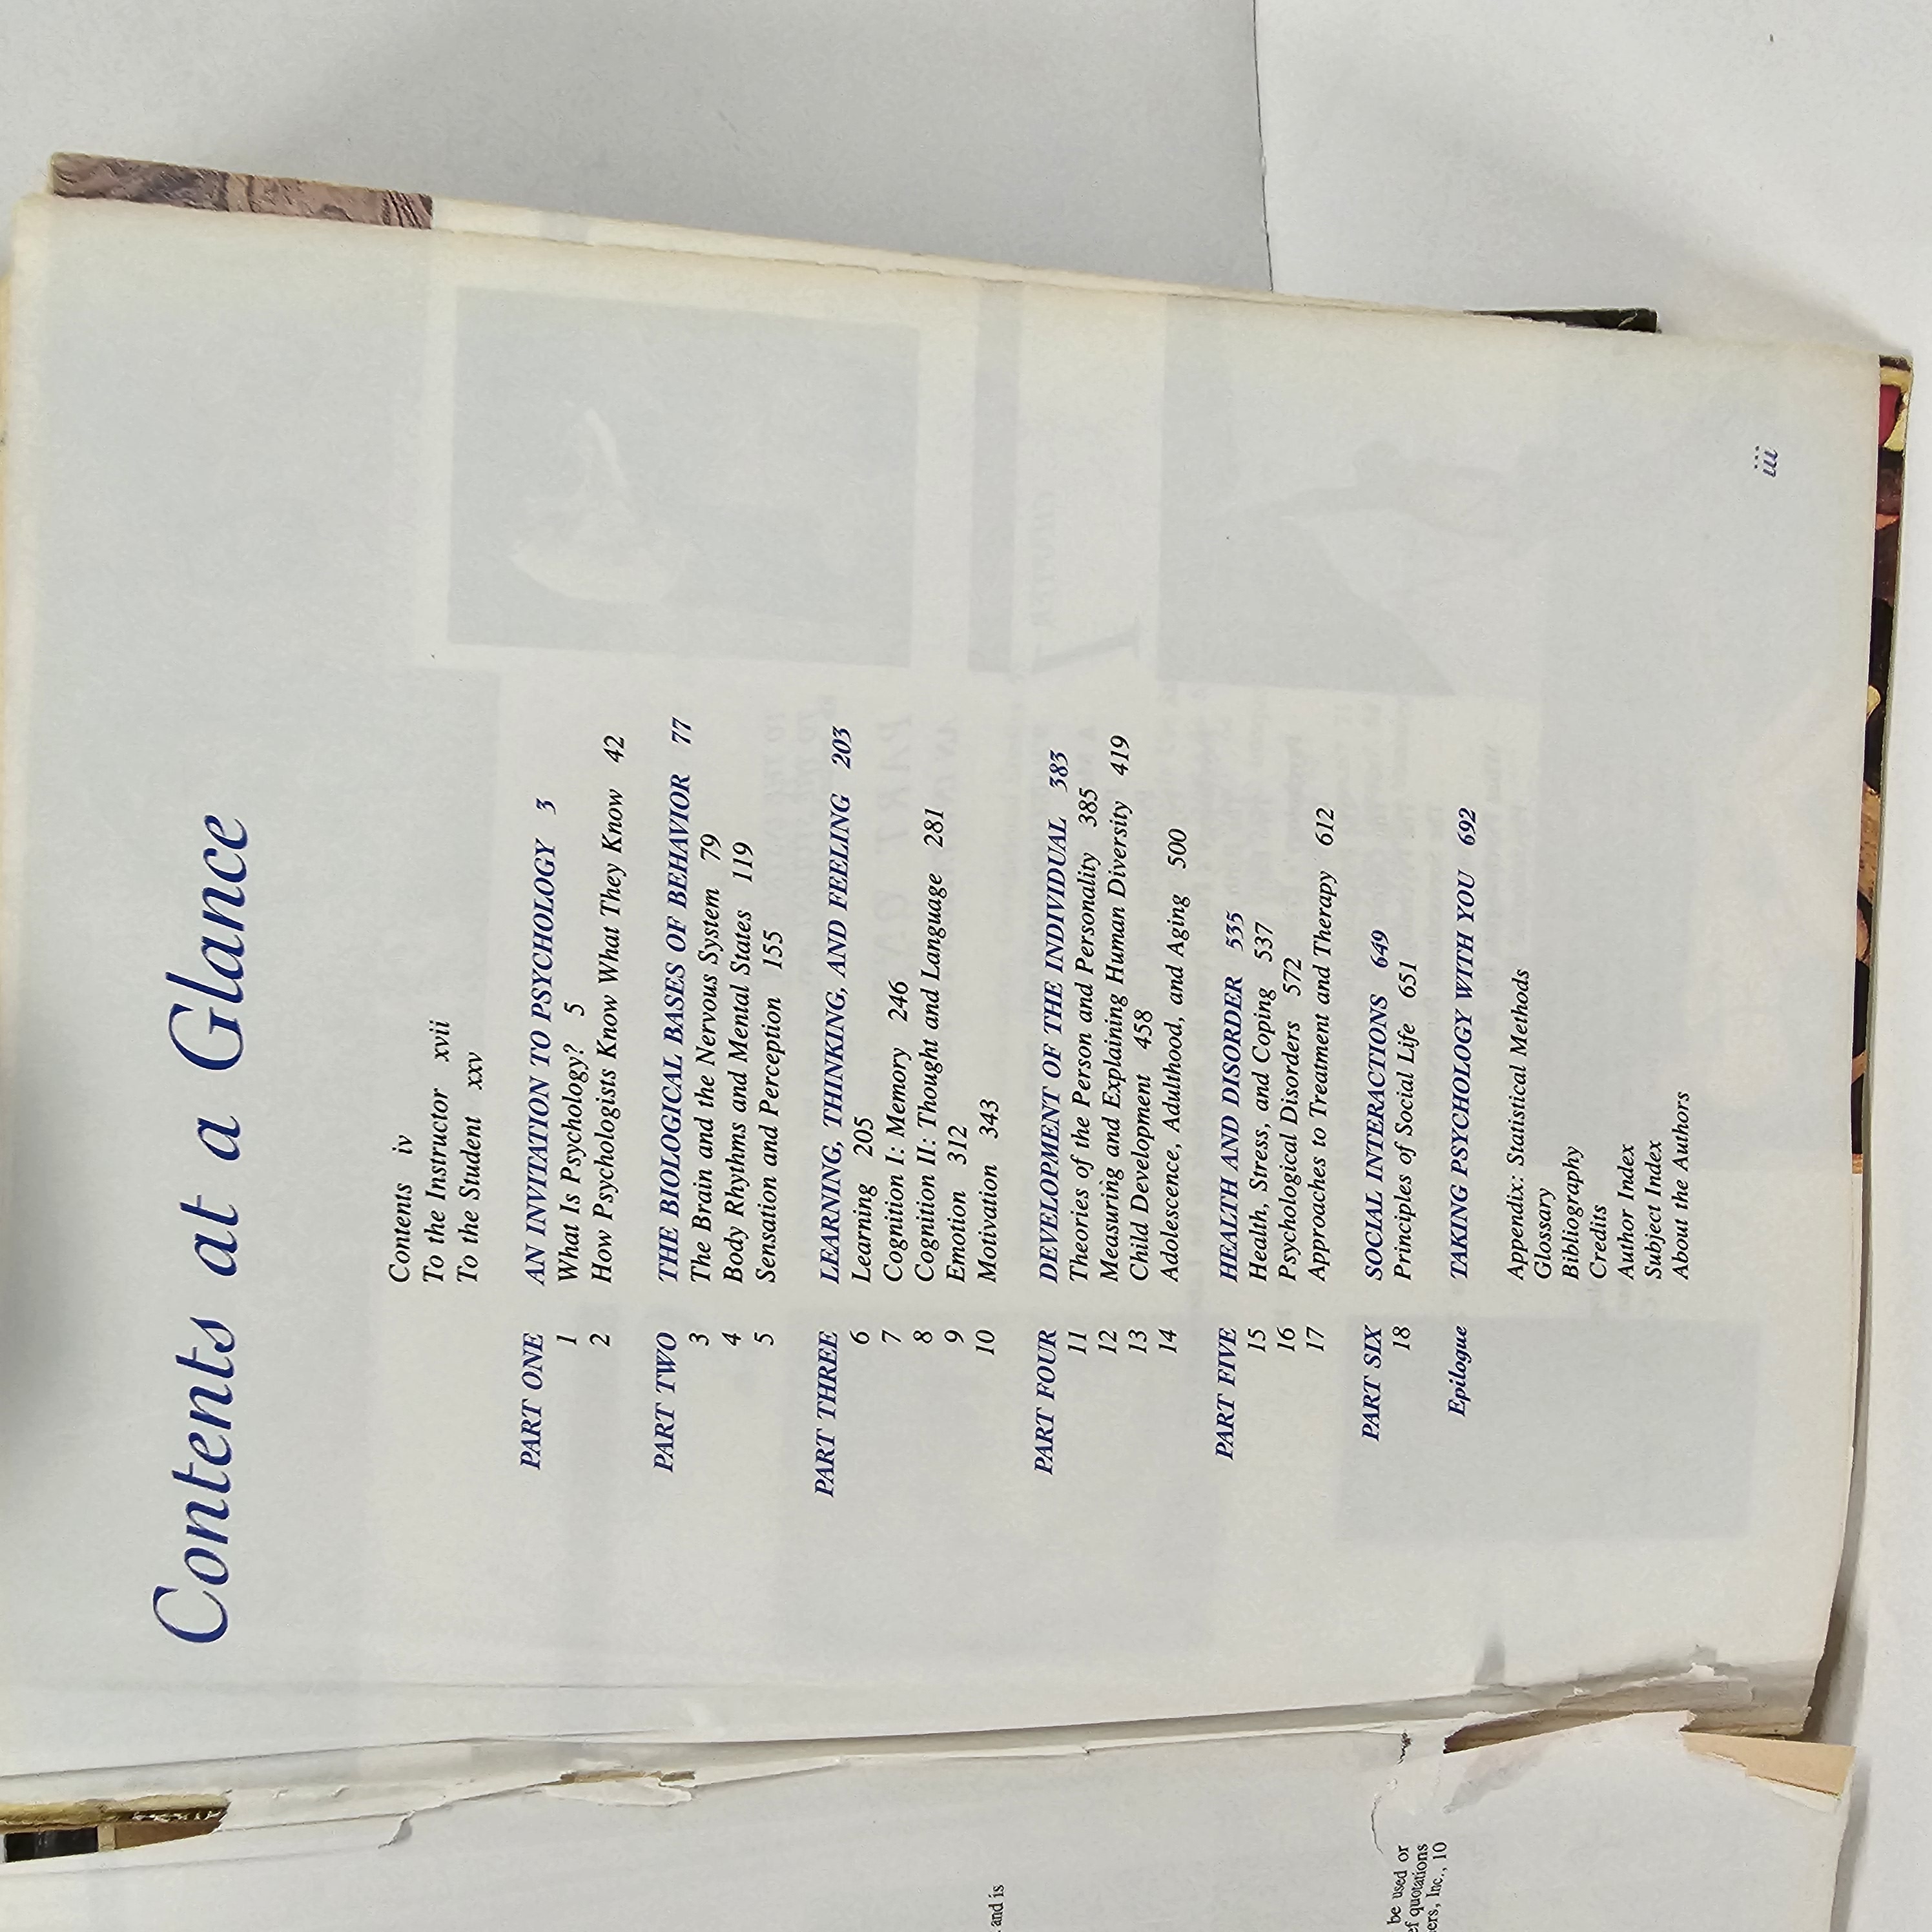 Contents at a Glance
Contents iv
To the Instructor xvii
To the Student xxv
PART ONE AN INVITATION TO PSYCHOLOGY 3
1 What Is Psychology? 5
2 How Psychologists Know What They Know 42
PART TWO THE BIOLOGICAL BASES OF BEHAVIOR 77
3 The Brain and the Nervous System 79
4 Body Rhythms and Mental States 119
5 Sensation and Perception 155
PART THREE LEARNING, THINKING, AND FEELING 203
6 Learning 205
7 Cognition I: Memory 246
8 Cognition II: Thought and Language 281
9 Emotion 312
10 Motivation 343
PART FOUR DEVELOPMENT OF THE INDIVIDUAL 383
11 Theories of the Person and Personality 385
12 Measuring and Explaining Human Diversity 419
13 Child Development 458
14 Adolescence, Adulthood, and Aging 500
PART FIVE HEALTH AND DISORDER 535
15 Health, Stress, and Coping 537
16 Psychological Disorders 572
17 Approaches to Treatment and Therapy 612
PART SIX SOCIAL INTERACTIONS 649
18 Principles of Social Life 651
Epilogue TAKING PSYCHOLOGY WITH YOU 692
Appendix: Statistical Methods
Glossary
Bibliography
Credits
Author Index
Subject Index
About the Authors
iii
and is
be used or
quotations
Inc., 10